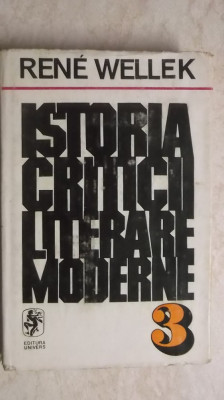 RENÉ WELLEK
ISTORIA
CRITICII
LITERARE
MODERNE
3
EDITURA
UNIVERS